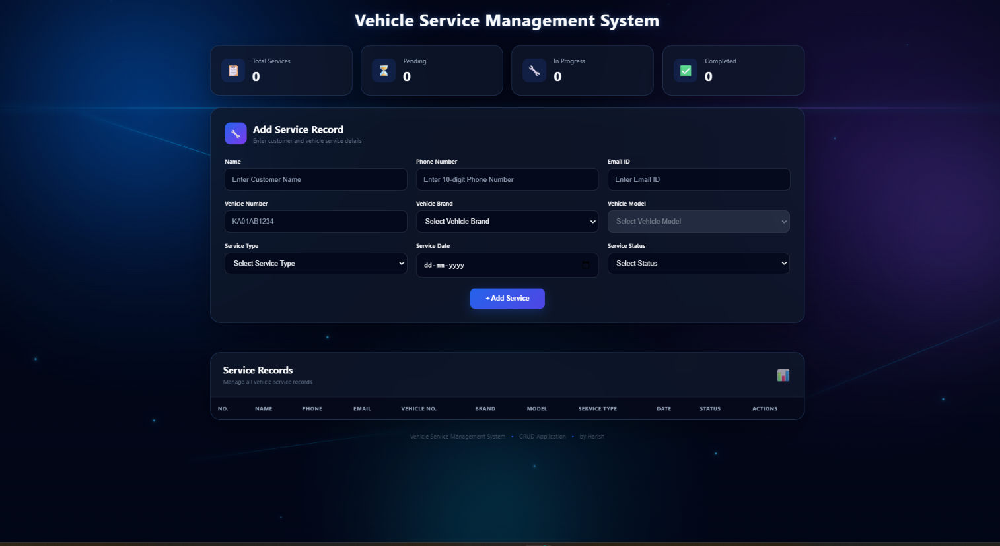 Vehicle Service Management System
Total Services
0
Pending
0
In Progress
0
Completed
0
Add Service Record
Enter customer and vehicle service details
Name
Phone Number
Email ID
Enter Customer Name
Enter 10-digit Phone Number
Enter Email ID
Vehicle Number
Vehicle Brand
Vehicle Model
KA01AB1234
Select Vehicle Brand
Select Vehicle Model
Service Type
Service Date
Service Status
Select Service Type
dd-mm-yyyy
Select Status
+ Add Service
Service Records
Manage all vehicle service records
NO. NAME PHONE EMAIL VEHICLE NO. BRAND MODEL SERVICE TYPE DATE STATUS ACTIONS
Vehicle Service Management System • CRUD Application • by Harish